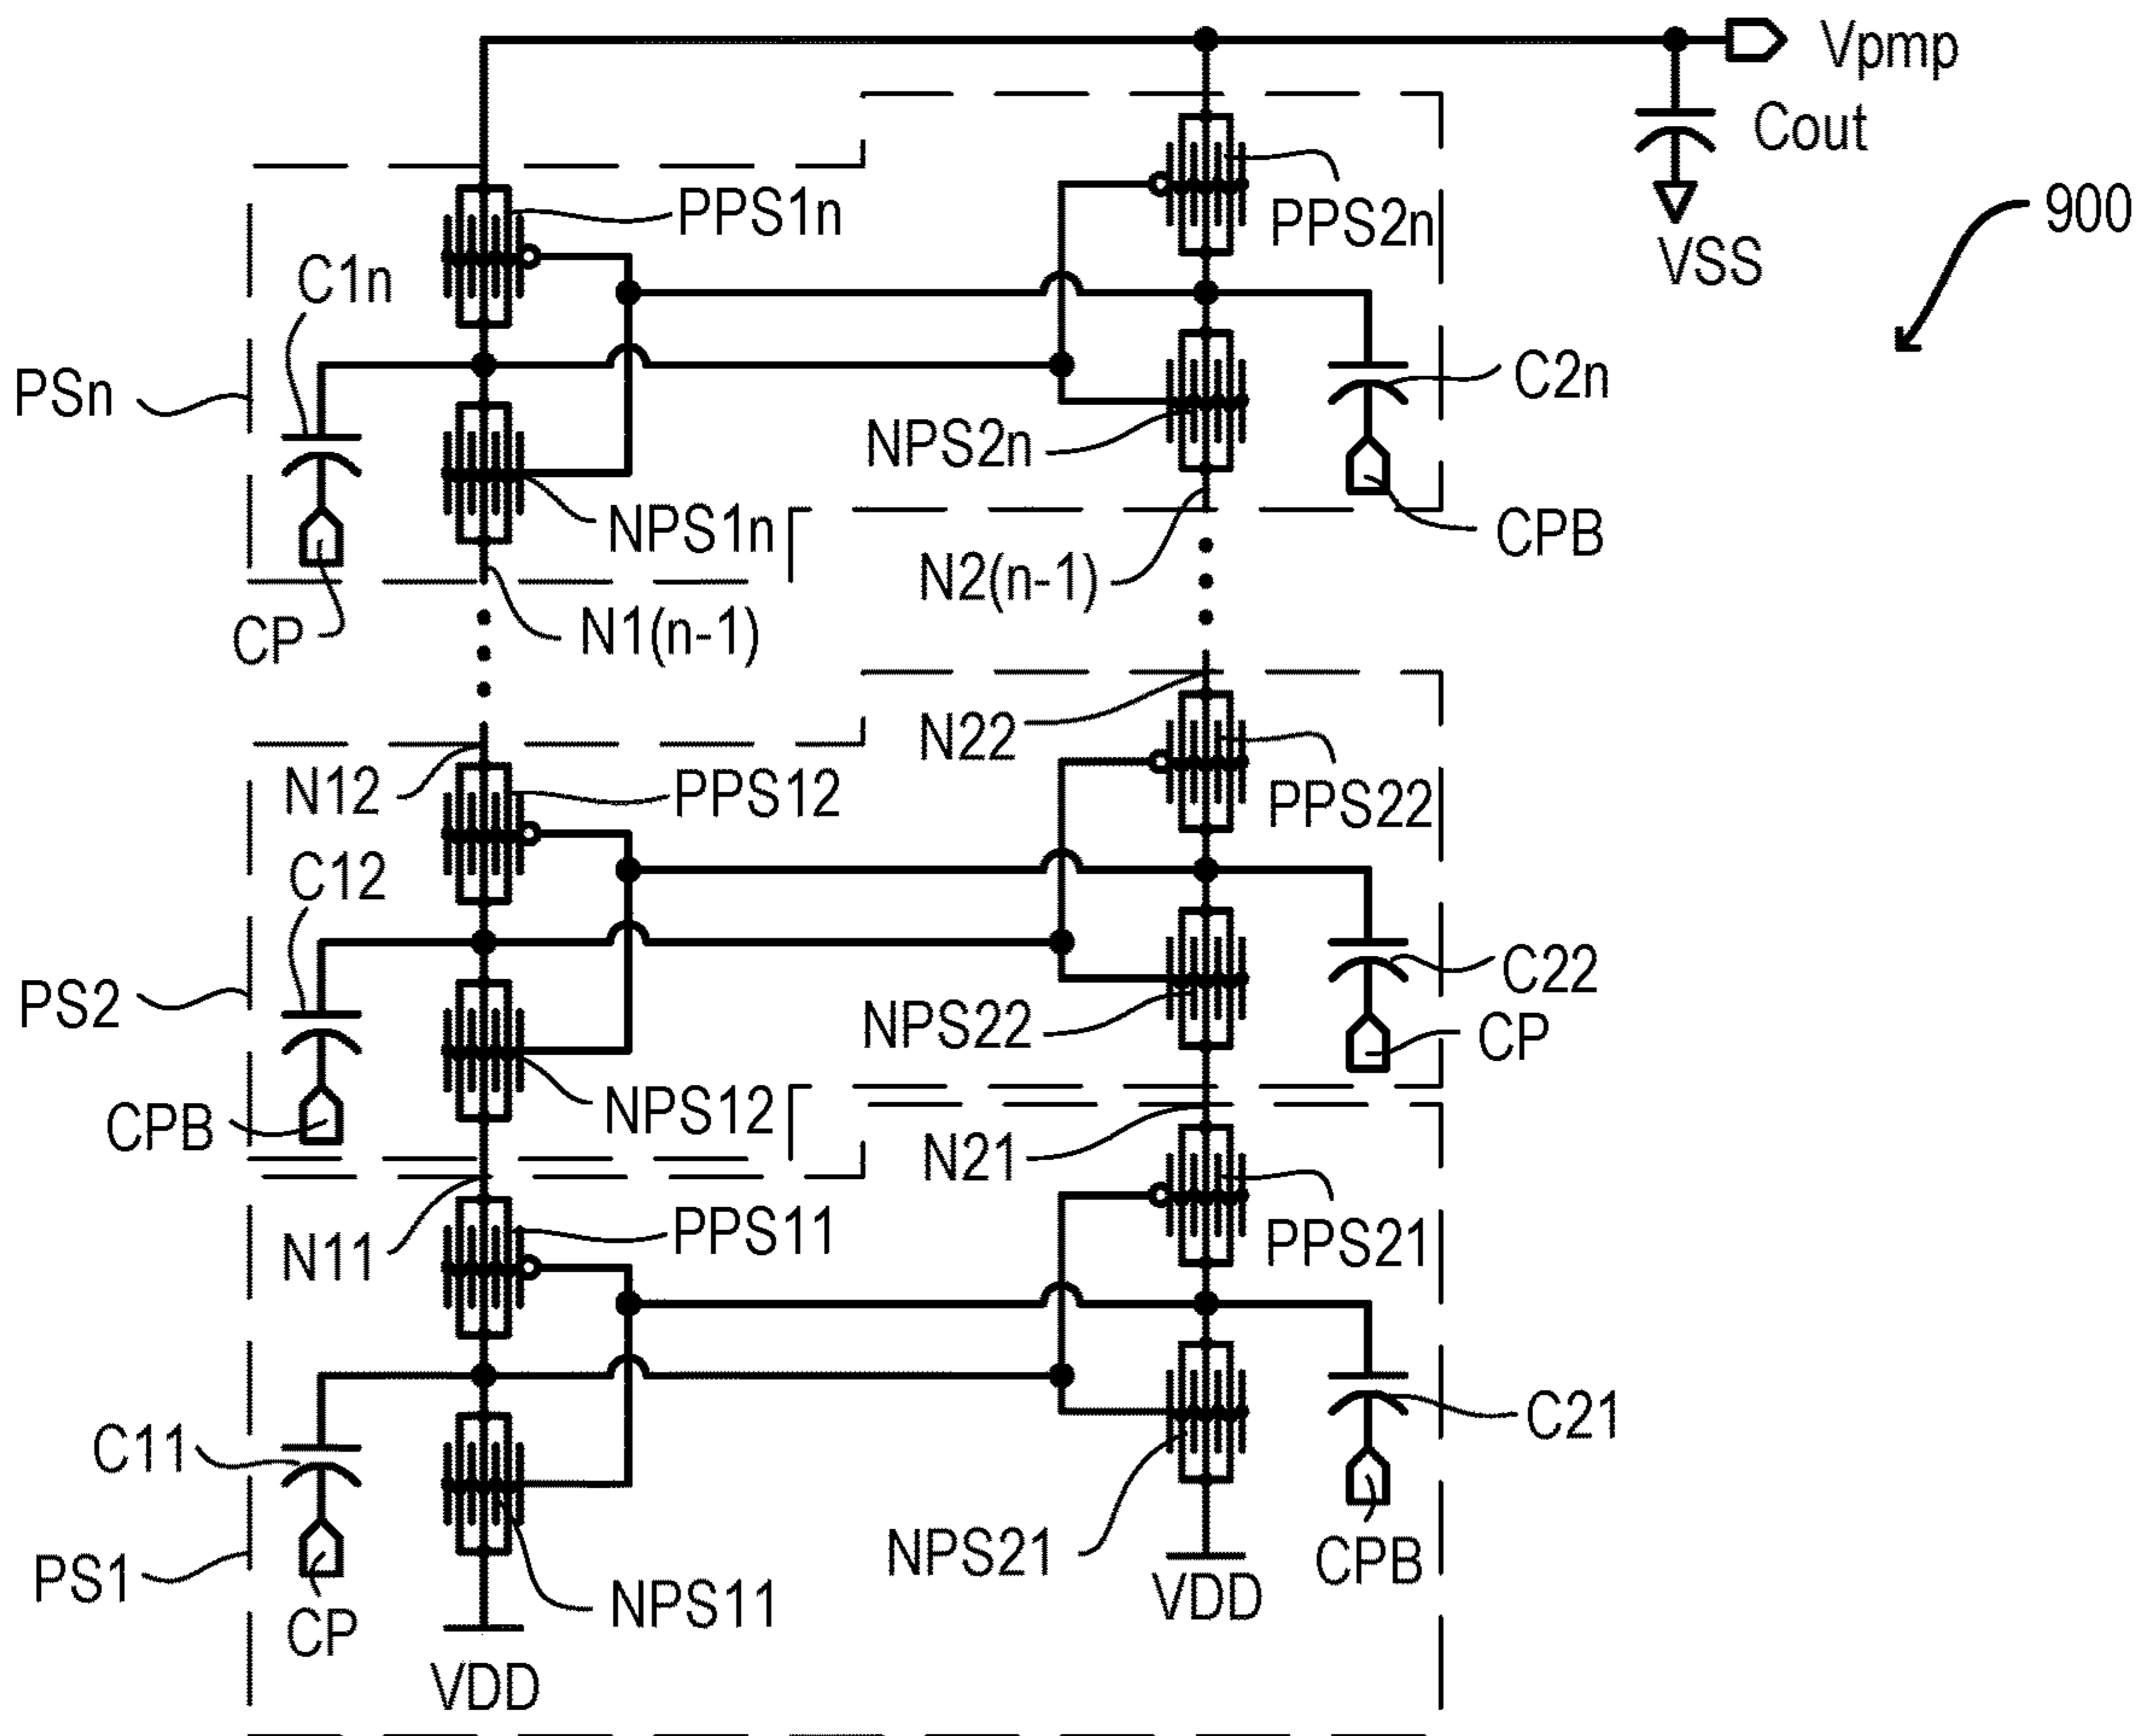 Vpmp
Cout
VSS
900
PPS1n
PPS2n
C1n
PSn
C2n
NPS2n
NPS1n
CPB
N2(n-1)
CP
N1(n-1)
N22
N12
PPS12
PPS22
C12
C22
PS2
NPS22
CP
NPS12
CPB
N21
N11
PPS11
PPS21
C11
C21
NPS21
CPB
PS1
NPS11
VDD
CP
VDD